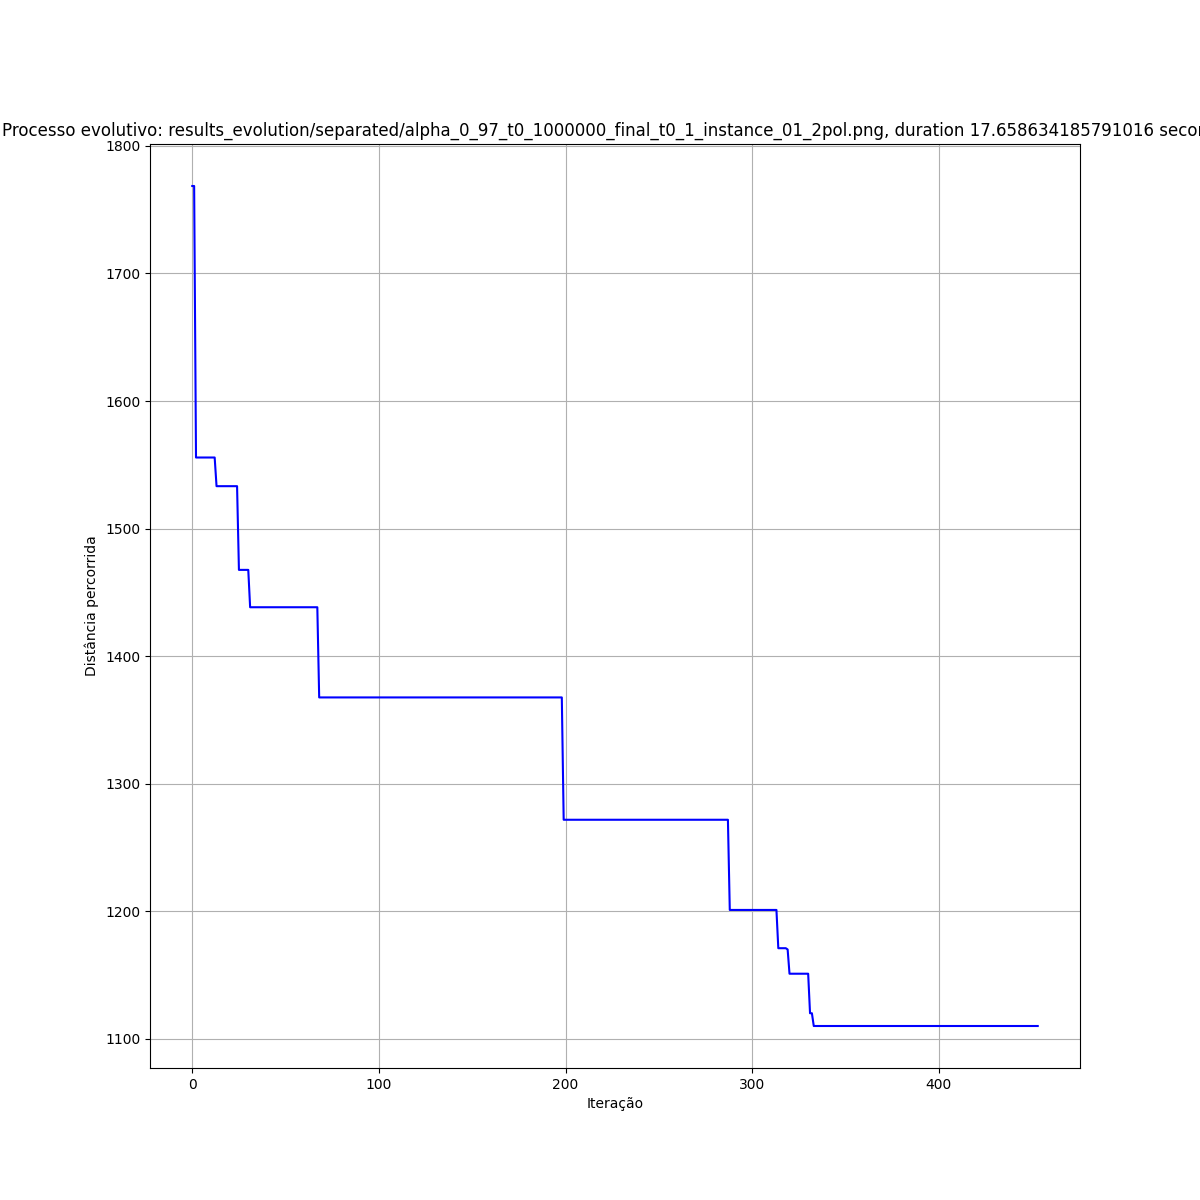 Processo evolutivo: results_evolution/separated/alpha_0_97_t0_1000000_final_t0_1_instance_01_2pol.png, duration 17.658634185791016 secon
1800
1700
1600
1500
1400
1300
1200
1100
Distância percorrida
0 100 200 300 400
Iteração